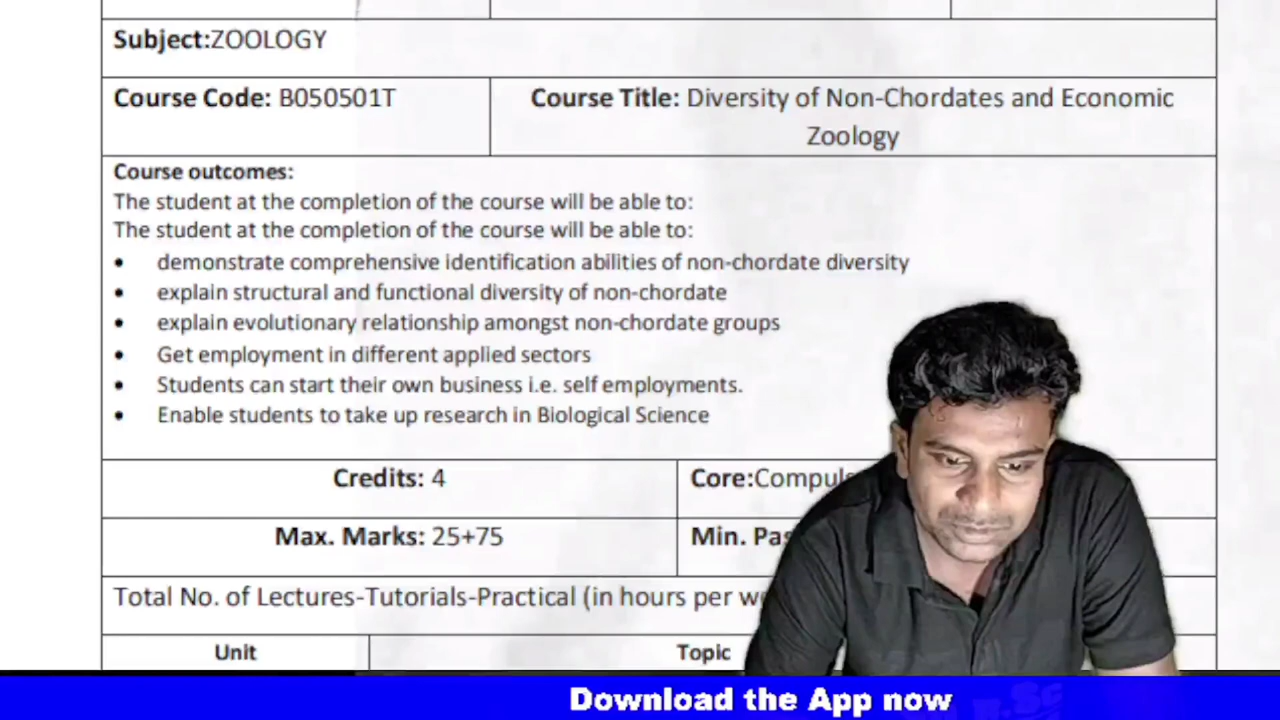 Subject:ZOOLOGY
Course Code: B050501T
Course Title: Diversity of Non-Chordates and Economic
Zoology
Course outcomes:
The student at the completion of the course will be able to:
The student at the completion of the course will be able to:
• demonstrate comprehensive identification abilities of non-chordate diversity
• explain structural and functional diversity of non-chordate
• explain evolutionary relationship amongst non-chordate groups
• Get employment in different applied sectors
• Students can start their own business i.e. self employments.
• Enable students to take up research in Biological Science
Credits: 4
Core:Compuls
Max. Marks: 25+75
Min. Pas
Total No. of Lectures-Tutorials-Practical (in hours per we
Unit
Topic
Download the App now